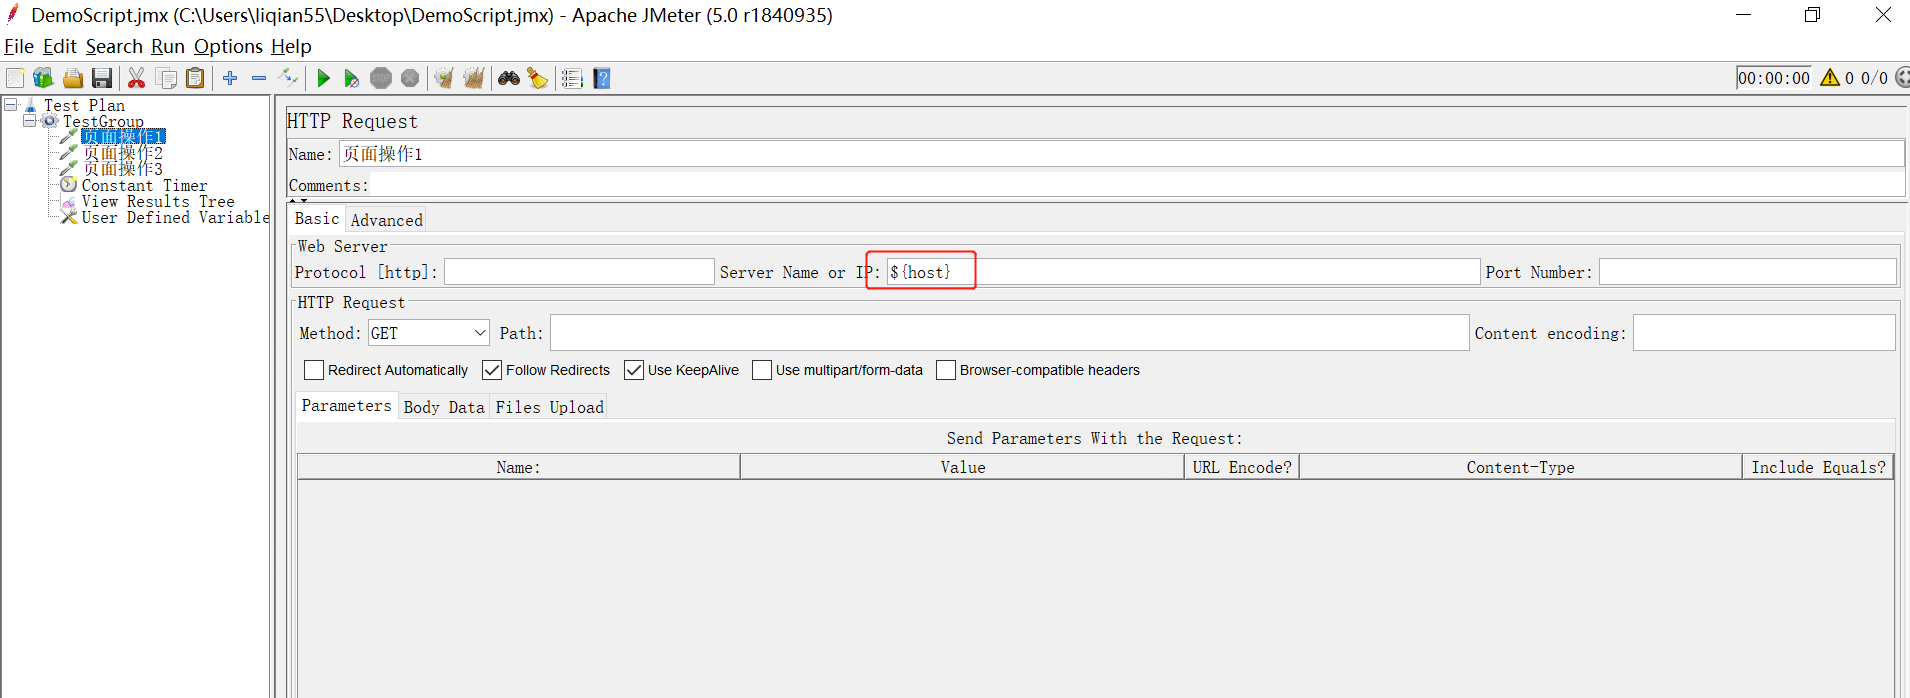 DemoScript.jmx (C:\Users\liqian55\Desktop\DemoScript.jmx) - Apache JMeter (5.0 r1840935)
File Edit Search Run Options Help
00:00:00 0 0/0
Test Plan
TestGroup
页面操作1
页面操作2
页面操作3
Constant Timer
View Results Tree
User Defined Variable
HTTP Request
Name: 页面操作1
Comments:
Basic Advanced
Web Server
Protocol [http]: Server Name or IP: ${host} Port Number:
HTTP Request
Method: GET Path: Content encoding:
Redirect Automatically Follow Redirects Use KeepAlive Use multipart/form-data Browser-compatible headers
Parameters Body Data Files Upload
Send Parameters With the Request:
Name: Value URL Encode? Content-Type Include Equals?